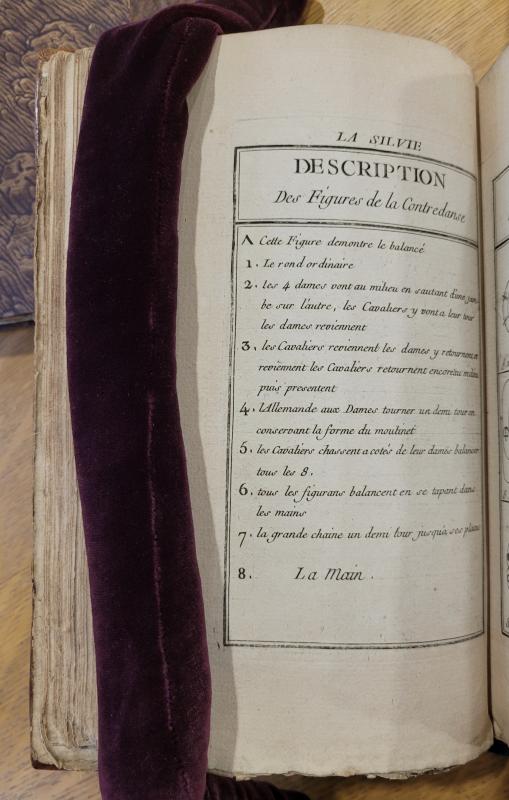 LA SILVIE
DESCRIPTION
Des Figures de la Contredanse
Λ Cette Figure demontre le balancé
1. Le rond ordinaire
2. les 4 dames vont au milieu en sautant d'une jam
be sur l'autre, les Cavaliers y vont a leur tour
les dames reviennent
3. les Cavaliers reviennent les dames y retournent et
reviennent les Cavaliers retournent encore au milieu
puis presentent
4. lAllemande aux Dames tourner un demi tour en
conservant la forme du moulinet
5. les Cavaliers chassent a cotés de leur dames balancer
tous les 8.
6. tous les figurans balancent en se tapant dans
les mains
7. la grande chaine un demi tour jusqu'a ses places
8. La Main.